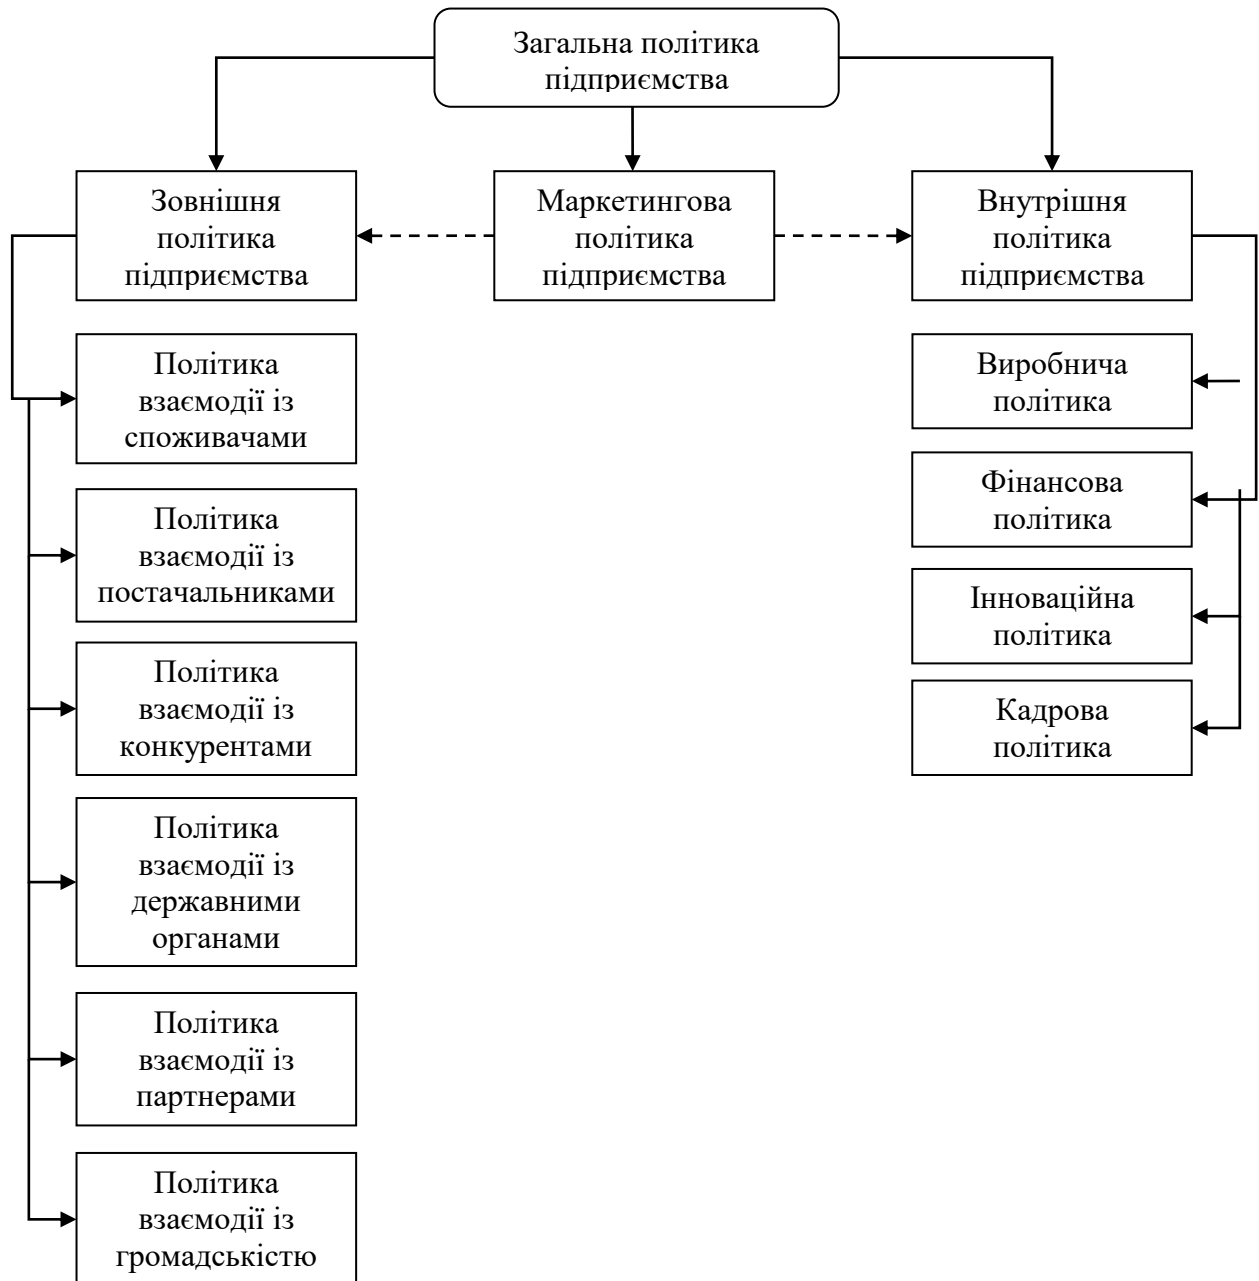 Загальна політика
підприємства
Зовнішня
політика
підприємства
Маркетингова
політика
підприємства
Внутрішня
політика
підприємства
Політика
взаємодії із
споживачами
Політика
взаємодії із
постачальниками
Політика
взаємодії із
конкурентами
Політика
взаємодії із
державними
органами
Політика
взаємодії із
партнерами
Політика
взаємодії із
громадськістю
Виробнича
політика
Фінансова
політика
Інноваційна
політика
Кадрова
політика